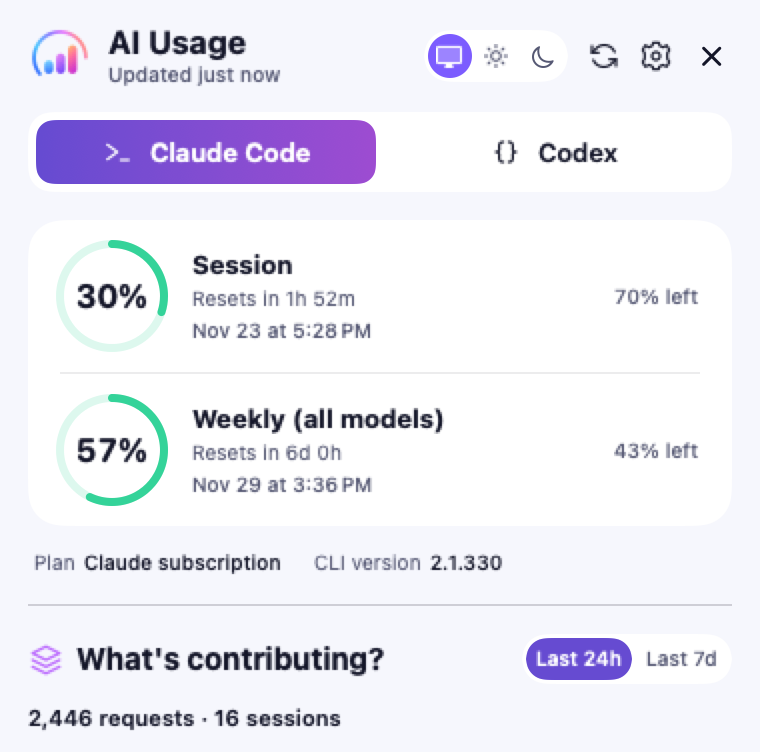 AI Usage
Updated just now
>_ Claude Code
{} Codex
30%
Session
Resets in 1h 52m
Nov 23 at 5:28 PM
70% left
57%
Weekly (all models)
Resets in 6d 0h
Nov 29 at 3:36 PM
43% left
Plan Claude subscription CLI version 2.1.330
What's contributing?
Last 24h Last 7d
2,446 requests · 16 sessions